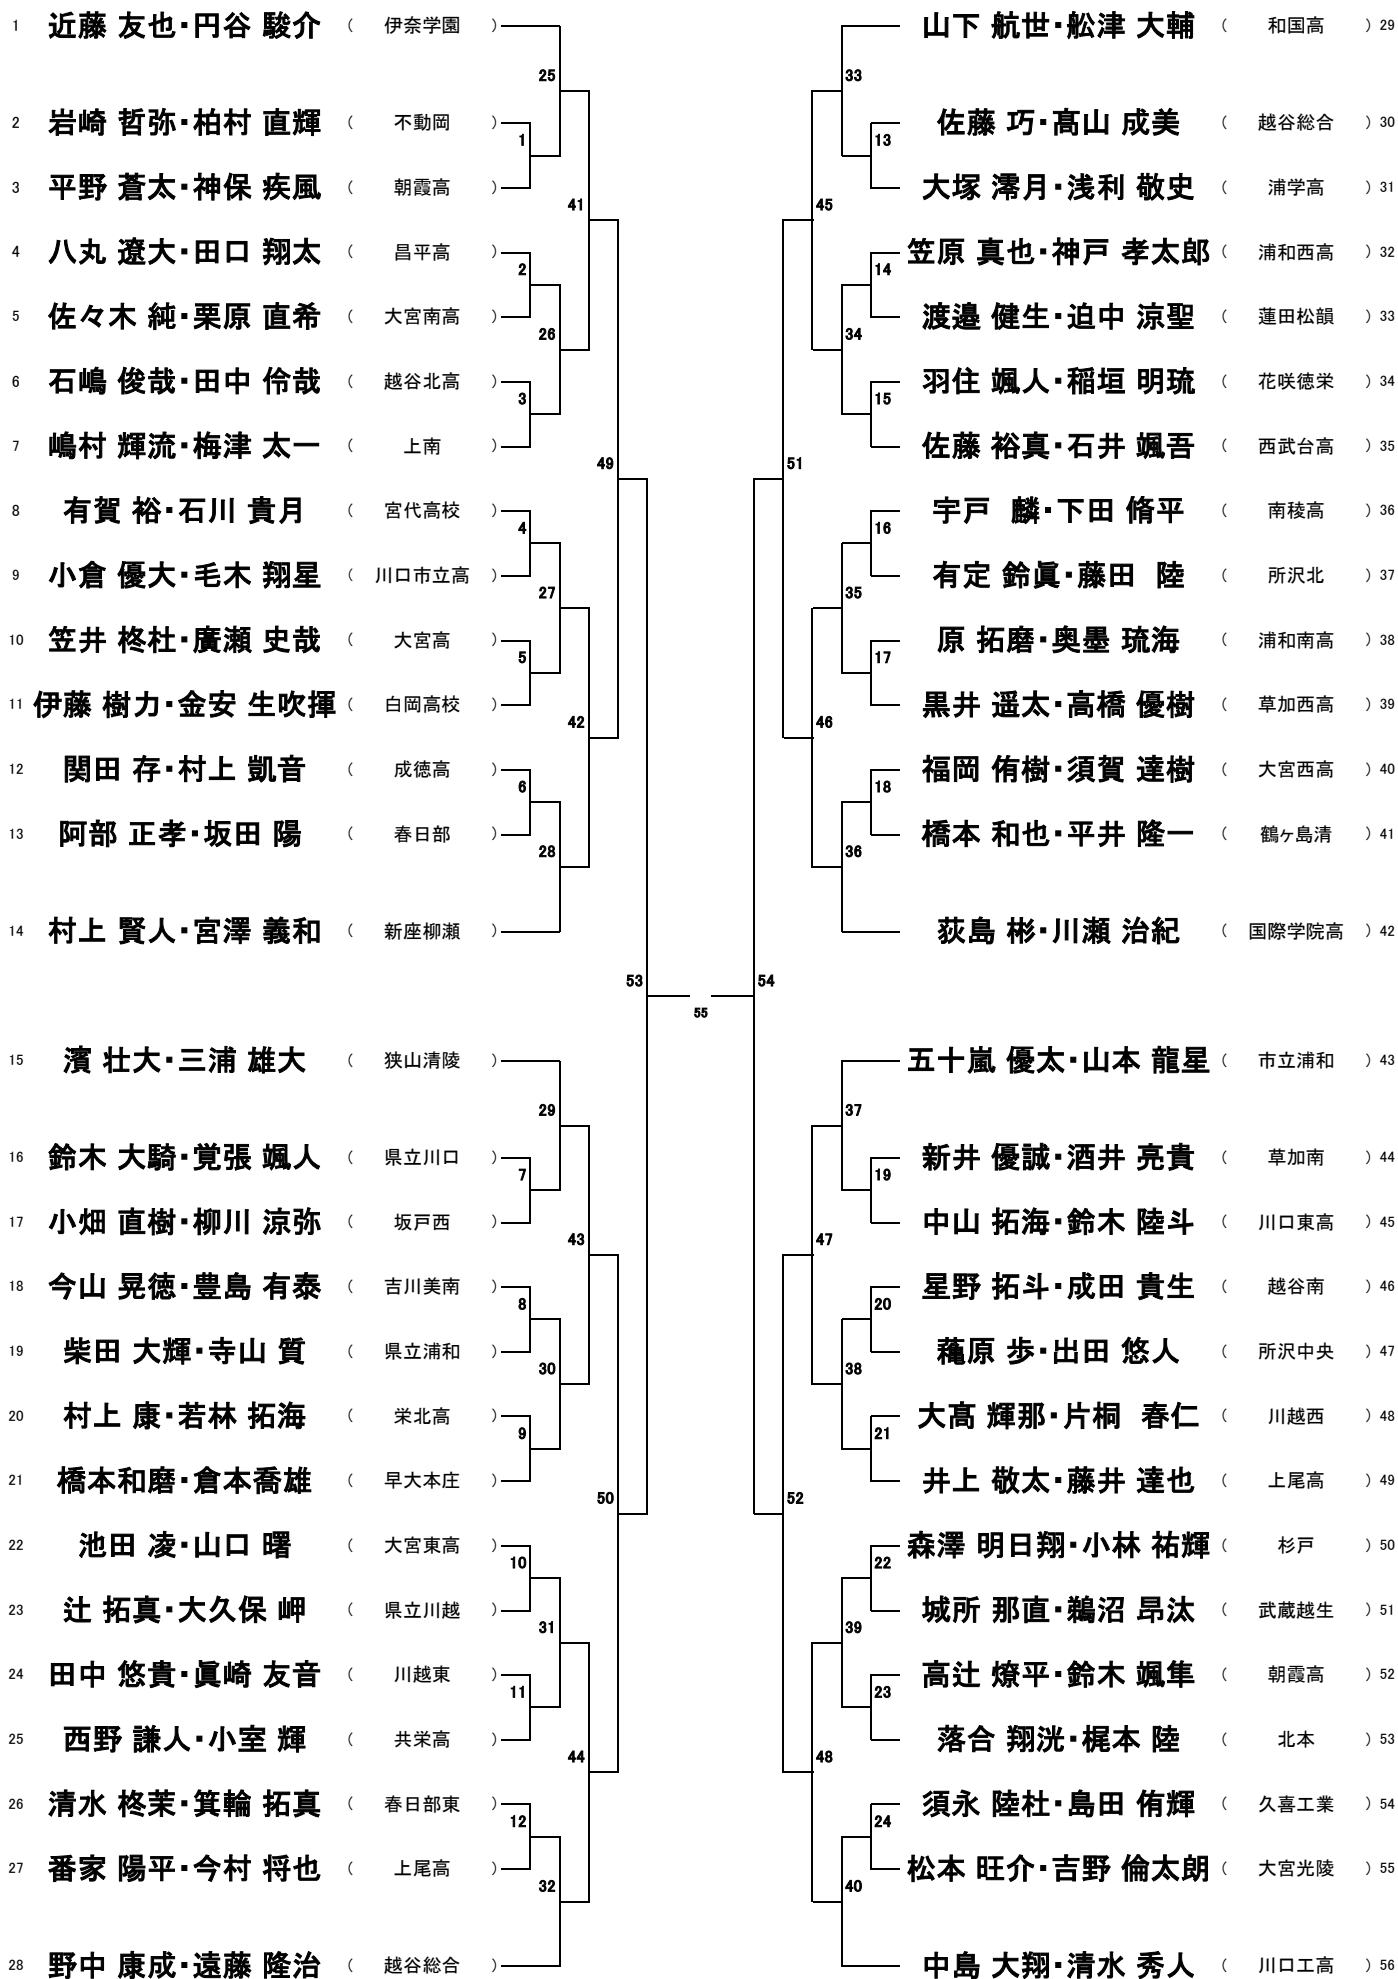 1 近藤 友也・円谷 駿介 （ 伊奈学園 ）
25
2 岩崎 哲弥・柏村 直輝 （ 不動岡 ）
1
3 平野 蒼太・神保 疾風 （ 朝霞高 ）
41
4 八丸 遼大・田口 翔太 （ 昌平高 ）
2
5 佐々木 純・栗原 直希 （ 大宮南高 ）
26
6 石嶋 俊哉・田中 伶哉 （ 越谷北高 ）
3
7 嶋村 輝流・梅津 太一 （ 上南 ）
49
8 有賀 裕・石川 貴月 （ 宮代高校 ）
4
9 小倉 優大・毛木 翔星 （ 川口市立高 ）
27
10 笠井 柊杜・廣瀬 史哉 （ 大宮高 ）
5
11 伊藤 樹力・金安 生吹揮 （ 白岡高校 ）
42
12 関田 存・村上 凱音 （ 成徳高 ）
6
13 阿部 正孝・坂田 陽 （ 春日部 ）
28
14 村上 賢人・宮澤 義和 （ 新座柳瀬 ）
53
15 濱 壮大・三浦 雄大 （ 狭山清陵 ）
29
16 鈴木 大騎・覚張 颯人 （ 県立川口 ）
7
17 小畑 直樹・柳川 涼弥 （ 坂戸西 ）
43
18 今山 晃徳・豊島 有泰 （ 吉川美南 ）
8
19 柴田 大輝・寺山 質 （ 県立浦和 ）
30
20 村上 康・若林 拓海 （ 栄北高 ）
9
21 橋本和磨・倉本喬雄 （ 早大本庄 ）
50
22 池田 凌・山口 曙 （ 大宮東高 ）
10
23 辻 拓真・大久保 岬 （ 県立川越 ）
31
24 田中 悠貴・眞崎 友音 （ 川越東 ）
11
25 西野 謙人・小室 輝 （ 共栄高 ）
44
26 清水 柊茉・箕輪 拓真 （ 春日部東 ）
12
27 番家 陽平・今村 将也 （ 上尾高 ）
32
28 野中 康成・遠藤 隆治 （ 越谷総合 ）
55
山下 航世・舩津 大輔 （ 和国高 ） 29
33
佐藤 巧・髙山 成美 （ 越谷総合 ） 30
13
大塚 澪月・浅利 敬史 （ 浦学高 ） 31
45
笠原 真也・神戸 孝太郎 （ 浦和西高 ） 32
14
渡邉 健生・迫中 涼聖 （ 蓮田松韻 ） 33
34
羽住 颯人・稲垣 明琉 （ 花咲徳栄 ） 34
15
佐藤 裕真・石井 颯吾 （ 西武台高 ） 35
51
宇戸 麟・下田 脩平 （ 南稜高 ） 36
16
有定 鈴眞・藤田 陸 （ 所沢北 ） 37
35
原 拓磨・奥墨 琉海 （ 浦和南高 ） 38
17
黒井 遥太・高橋 優樹 （ 草加西高 ） 39
46
福岡 侑樹・須賀 達樹 （ 大宮西高 ） 40
18
橋本 和也・平井 隆一 （ 鶴ヶ島清 ） 41
36
荻島 彬・川瀬 治紀 （ 国際学院高 ） 42
54
五十嵐 優太・山本 龍星 （ 市立浦和 ） 43
37
新井 優誠・酒井 亮貴 （ 草加南 ） 44
19
中山 拓海・鈴木 陸斗 （ 川口東高 ） 45
47
星野 拓斗・成田 貴生 （ 越谷南 ） 46
20
蘒原 歩・出田 悠人 （ 所沢中央 ） 47
38
大髙 輝那・片桐 春仁 （ 川越西 ） 48
21
井上 敬太・藤井 達也 （ 上尾高 ） 49
52
森澤 明日翔・小林 祐輝 （ 杉戸 ） 50
22
城所 那直・鵜沼 昂汰 （ 武蔵越生 ） 51
39
高辻 燎平・鈴木 颯隼 （ 朝霞高 ） 52
23
落合 翔洸・梶本 陸 （ 北本 ） 53
48
須永 陸杜・島田 侑輝 （ 久喜工業 ） 54
24
松本 旺介・吉野 倫太朗 （ 大宮光陵 ） 55
40
中島 大翔・清水 秀人 （ 川口工高 ） 56